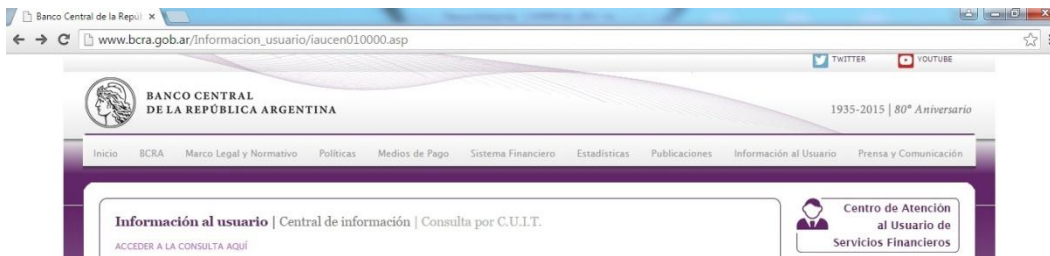 Banco Central de la Repúl
www.bcra.gob.ar/Informacion_usuario/iaucen010000.asp
TWITTER YOUTUBE
BANCO CENTRAL
DE LA REPÚBLICA ARGENTINA
1935-2015 | 80º Aniversario
Inicio BCRA Marco Legal y Normativo Políticas Medios de Pago Sistema Financiero Estadísticas Publicaciones Información al Usuario Prensa y Comunicación
Información al usuario | Central de información | Consulta por C.U.I.T.
ACCEDER A LA CONSULTA AQUÍ
Centro de Atención
al Usuario de
Servicios Financieros